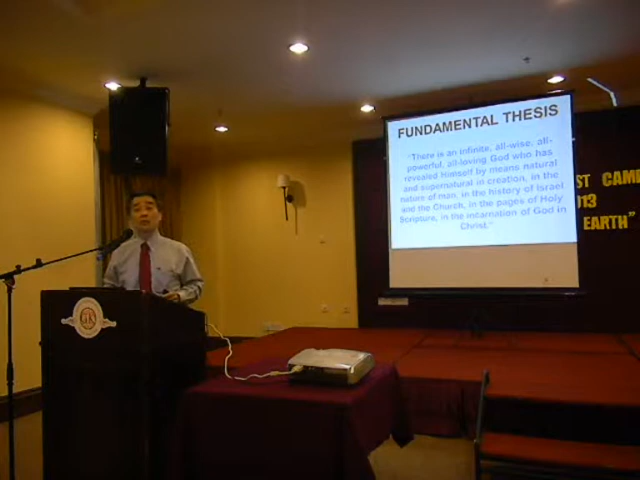 FUNDAMENTAL THESIS
"There is an infinite, all-wise, all-
powerful, all-loving God who has
revealed Himself by means natural
and supernatural in creation, in the
nature of man, in the history of Israel
and the Church, in the pages of Holy
Scripture, in the incarnation of God in
Christ."
ST CAMP
013
EARTH"
GK